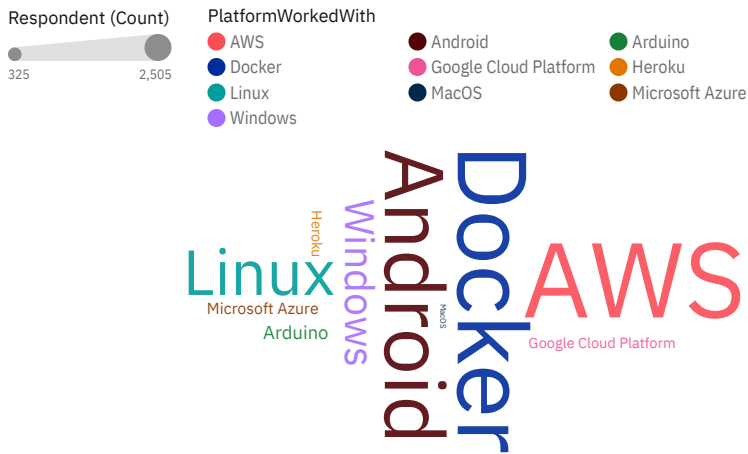 Respondent (Count)
325
2,505
PlatformWorkedWith
AWS
Android
Arduino
Docker
Google Cloud Platform
Heroku
Linux
MacOS
Microsoft Azure
Windows
Heroku
Linux
Microsoft Azure
Arduino
Windows
Android
MacOS
Docker
AWS
Google Cloud Platform